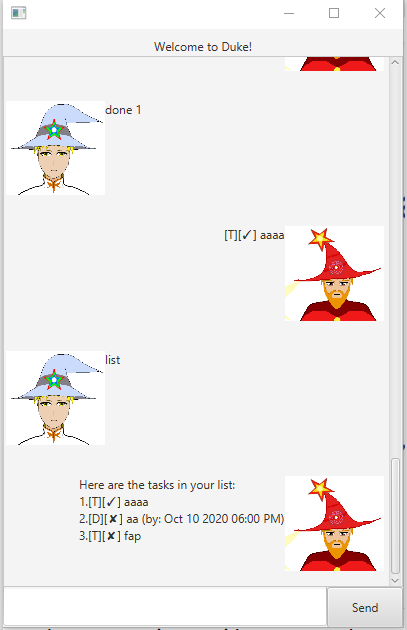 Welcome to Duke!
done 1
[T][✓] aaaa
list
Here are the tasks in your list:
1.[T][✓] aaaa
2.[D][✘] aa (by: Oct 10 2020 06:00 PM)
3.[T][✘] fap
Send